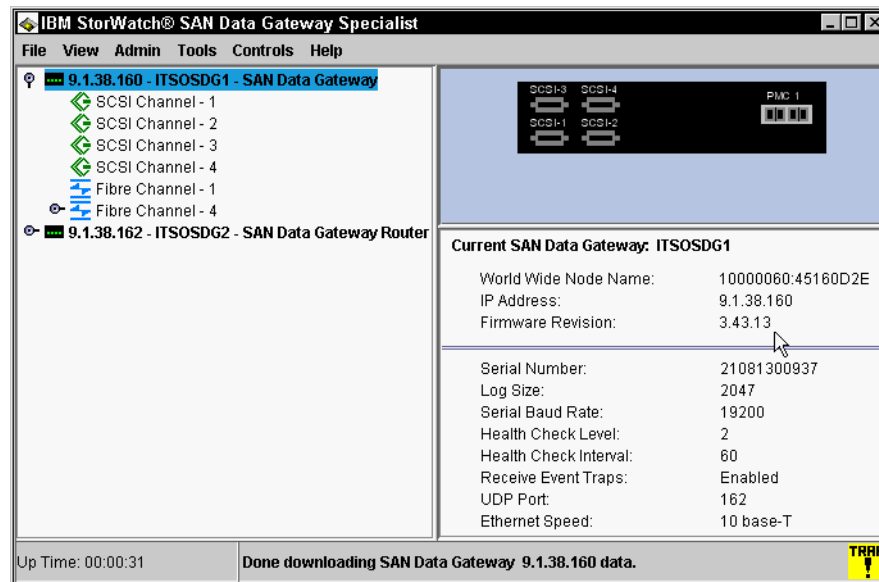 IBM StorWatch® SAN Data Gateway Specialist
File View Admin Tools Controls Help
9.1.38.160 - ITSOSDG1 - SAN Data Gateway
SCSI Channel - 1
SCSI Channel - 2
SCSI Channel - 3
SCSI Channel - 4
Fibre Channel - 1
Fibre Channel - 4
9.1.38.162 - ITSOSDG2 - SAN Data Gateway Router
SCSI-3 SCSI-4
PMC 1
SCSI-1 SCSI-2
Current SAN Data Gateway: ITSOSDG1
World Wide Node Name: 10000060:45160D2E
IP Address: 9.1.38.160
Firmware Revision: 3.43.13
Serial Number: 21081300937
Log Size: 2047
Serial Baud Rate: 19200
Health Check Level: 2
Health Check Interval: 60
Receive Event Traps: Enabled
UDP Port: 162
Ethernet Speed: 10 base-T
Up Time: 00:00:31
Done downloading SAN Data Gateway 9.1.38.160 data.